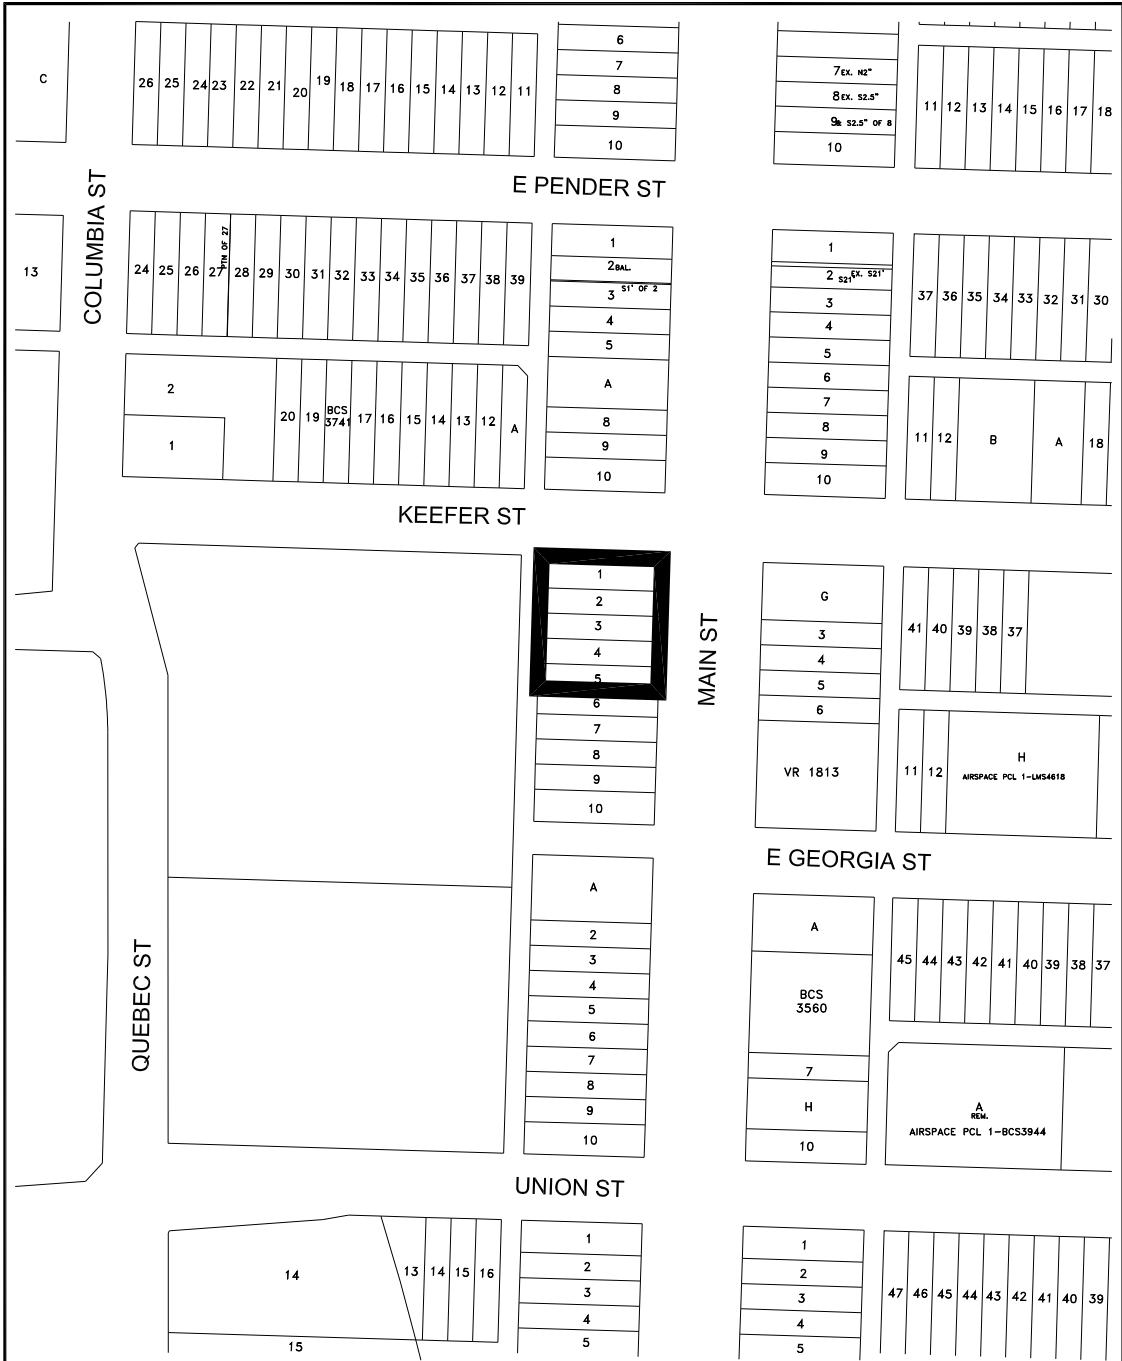 C
26 25 24 23 22 21 20 19 18 17 16 15 14 13 12 11
6
7
8
9
10
7 EX. N2"
8 EX. S2.5"
9 & S2.5" OF 8
10
11 12 13 14 15 16 17 18
E PENDER ST
COLUMBIA ST
13
24 25 26 27 PTN OF 27 28 29 30 31 32 33 34 35 36 37 38 39
1
2 BAL.
3 S1' OF 2
4
5
A
8
9
10
1
2 S21' EX. S21'
3
4
5
6
7
8
9
10
37 36 35 34 33 32 31 30
2
1
20 19 BCS 3741 17 16 15 14 13 12 A
11 12 B A 18
KEEFER ST
1
2
3
4
5
6
7
8
9
10
MAIN ST
G
3
4
5
6
VR 1813
41 40 39 38 37
11 12 H
AIRSPACE PCL 1-LMS4618
E GEORGIA ST
QUEBEC ST
A
2
3
4
5
6
7
8
9
10
A
BCS
3560
7
H
10
45 44 43 42 41 40 39 38 37
A
REM.
AIRSPACE PCL 1-BCS3944
UNION ST
14
13 14 15 16
15
1
2
3
4
5
1
2
3
4
5
47 46 45 44 43 42 41 40 39